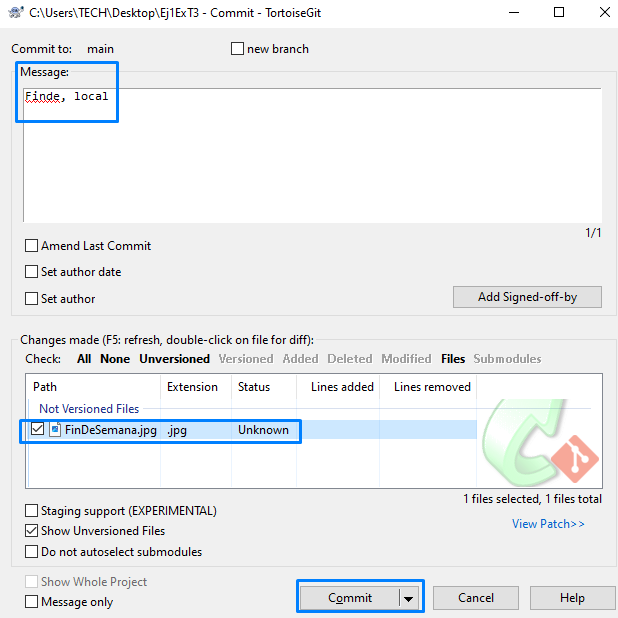 C:\Users\TECH\Desktop\Ej1ExT3 - Commit - TortoiseGit
Commit to: main new branch
Message:
Finde, local
1/1
Amend Last Commit
Set author date
Set author
Add Signed-off-by
Changes made (F5: refresh, double-click on file for diff):
Check: All None Unversioned Versioned Added Deleted Modified Files Submodules
Path Extension Status Lines added Lines removed
Not Versioned Files
FinDeSemana.jpg .jpg Unknown
1 files selected, 1 files total
Staging support (EXPERIMENTAL)
View Patch>>
Show Unversioned Files
Do not autoselect submodules
Show Whole Project
Message only
Commit Cancel Help